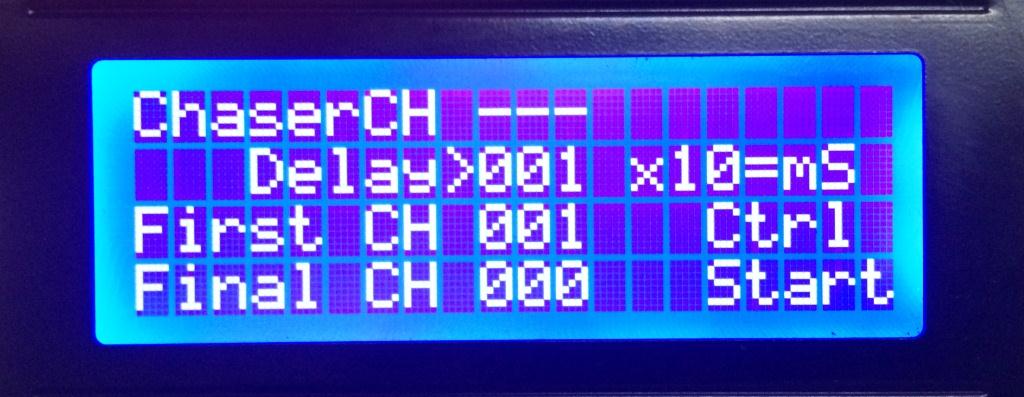 ChaserCH ---
Delay>001 x10=mS
First CH 001   Ctrl
Final CH 000   Start